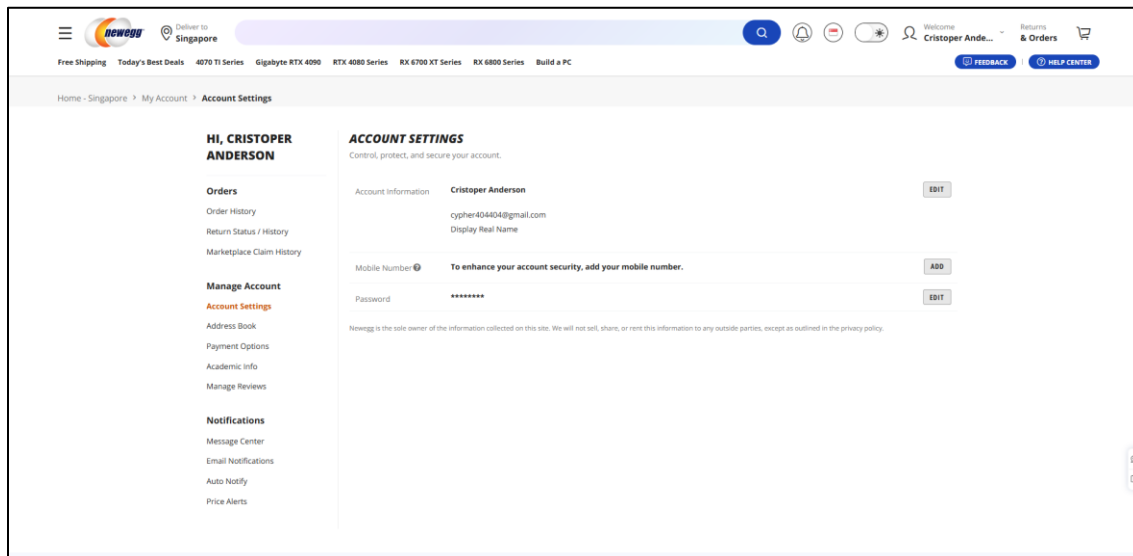 newegg
Deliver to
Singapore
Welcome
Cristoper Ande...
Returns
& Orders
Free Shipping Today's Best Deals 4070 TI Series Gigabyte RTX 4090 RTX 4080 Series RX 6700 XT Series RX 6800 Series Build a PC
FEEDBACK
HELP CENTER
Home - Singapore > My Account > Account Settings
HI, CRISTOPER
ANDERSON
Orders
Order History
Return Status / History
Marketplace Claim History
Manage Account
Account Settings
Address Book
Payment Options
Academic Info
Manage Reviews
Notifications
Message Center
Email Notifications
Auto Notify
Price Alerts
ACCOUNT SETTINGS
Control, protect, and secure your account.
Account Information Cristoper Anderson EDIT
cypher404404@gmail.com
Display Real Name
Mobile Number To enhance your account security, add your mobile number. ADD
Password ******** EDIT
Newegg is the sole owner of the information collected on this site. We will not sell, share, or rent this information to any outside parties, except as outlined in the privacy policy.